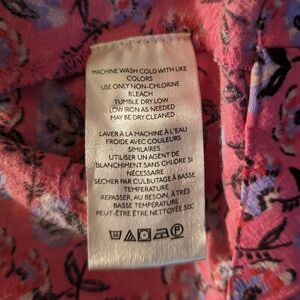 MACHINE WASH COLD WITH LIKE
COLORS
USE ONLY NON-CHLORINE
BLEACH
TUMBLE DRY LOW
LOW IRON AS NEEDED
MAY BE DRY CLEANED
LAVER À LA MACHINE À L'EAU
FROIDE AVEC COULEURS
SIMILAIRES
UTILISER UN AGENT DE
BLANCHIMENT SANS CHLORE SI
NÉCESSAIRE
SÉCHER PAR CULBUTAGE À BASSE
TEMPÉRATURE
REPASSER, AU BESOIN, À TRÈS
BASSE TEMPÉRATURE
PEUT-ÊTRE ÊTRE NETTOYÉE SEC